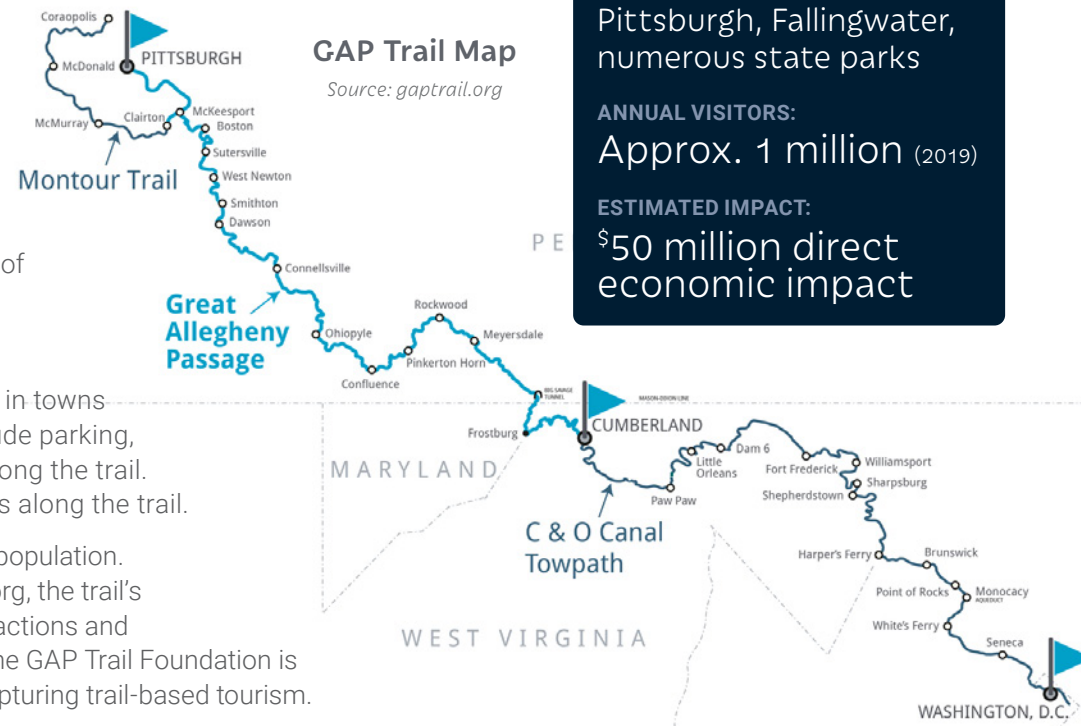 GAP Trail Map
Source: gaptrail.org
Pittsburgh, Fallingwater,
numerous state parks
ANNUAL VISITORS:
Approx. 1 million (2019)
ESTIMATED IMPACT:
$50 million direct
economic impact
Coraopolis
PITTSBURGH
McDonald
McKeesport
Clairton
Boston
McMurray
Sutersville
Montour Trail
West Newton
Smithton
Dawson
PE
of
Connellsville
Great
Allegheny
Passage
Rockwood
Ohiopyle
Meyersdale
Pinkerton Horn
Confluence
BIG SAVAGE
TUNNEL
MASON-DIXON LINE
in towns
ude parking,
ong the trail.
s along the trail.
population.
org, the trail's
actions and
he GAP Trail Foundation is
pturing trail-based tourism.
Frostburg
CUMBERLAND
MARYLAND
Little
Orleans
Dam 6
Fort Frederick
Williamsport
Sharpsburg
Shepherdstown
Paw Paw
C & O Canal
Towpath
Harper's Ferry
Brunswick
Point of Rocks
Monocacy
AQUEDUCT
White's Ferry
WEST VIRGINIA
Seneca
WASHINGTON, D.C.